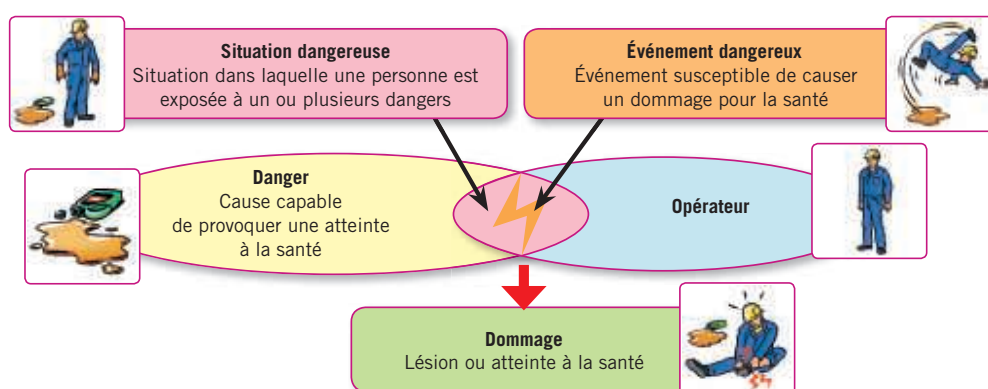 Situation dangereuse
Situation dans laquelle une personne est
exposée à un ou plusieurs dangers
Événement dangereux
Événement susceptible de causer
un dommage pour la santé
Danger
Cause capable
de provoquer une atteinte
à la santé
Opérateur
Dommage
Lésion ou atteinte à la santé